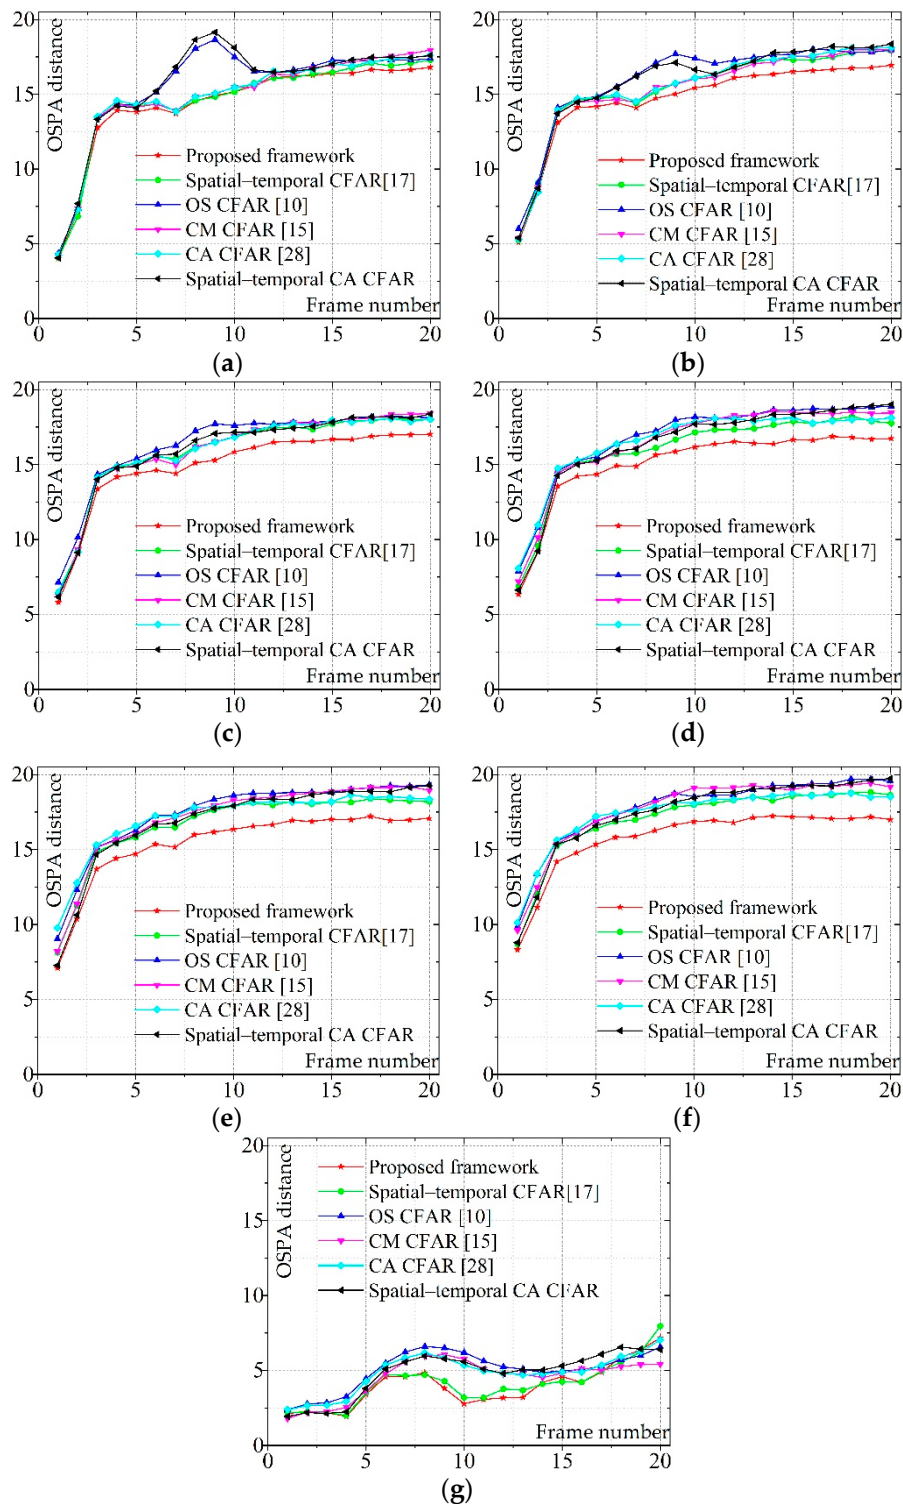 20
15
10
5
0
OSPA distance
Proposed framework
Spatial–temporal CFAR[17]
OS CFAR [10]
CM CFAR [15]
CA CFAR [28]
Spatial–temporal CA CFAR
Frame number
0 5 10 15 20
(a)
20
15
10
5
0
OSPA distance
Proposed framework
Spatial–temporal CFAR[17]
OS CFAR [10]
CM CFAR [15]
CA CFAR [28]
Spatial–temporal CA CFAR
Frame number
0 5 10 15 20
(b)
20
15
10
5
0
OSPA distance
Proposed framework
Spatial–temporal CFAR[17]
OS CFAR [10]
CM CFAR [15]
CA CFAR [28]
Spatial–temporal CA CFAR
Frame number
0 5 10 15 20
(c)
20
15
10
5
0
OSPA distance
Proposed framework
Spatial–temporal CFAR[17]
OS CFAR [10]
CM CFAR [15]
CA CFAR [28]
Spatial–temporal CA CFAR
Frame number
0 5 10 15 20
(d)
20
15
10
5
0
OSPA distance
Proposed framework
Spatial–temporal CFAR[17]
OS CFAR [10]
CM CFAR [15]
CA CFAR [28]
Spatial–temporal CA CFAR
Frame number
0 5 10 15 20
(e)
20
15
10
5
0
OSPA distance
Proposed framework
Spatial–temporal CFAR[17]
OS CFAR [10]
CM CFAR [15]
CA CFAR [28]
Spatial–temporal CA CFAR
Frame number
0 5 10 15 20
(f)
20
15
10
5
0
OSPA distance
Proposed framework
Spatial–temporal CFAR[17]
OS CFAR [10]
CM CFAR [15]
CA CFAR [28]
Spatial–temporal CA CFAR
Frame number
0 5 10 15 20
(g)